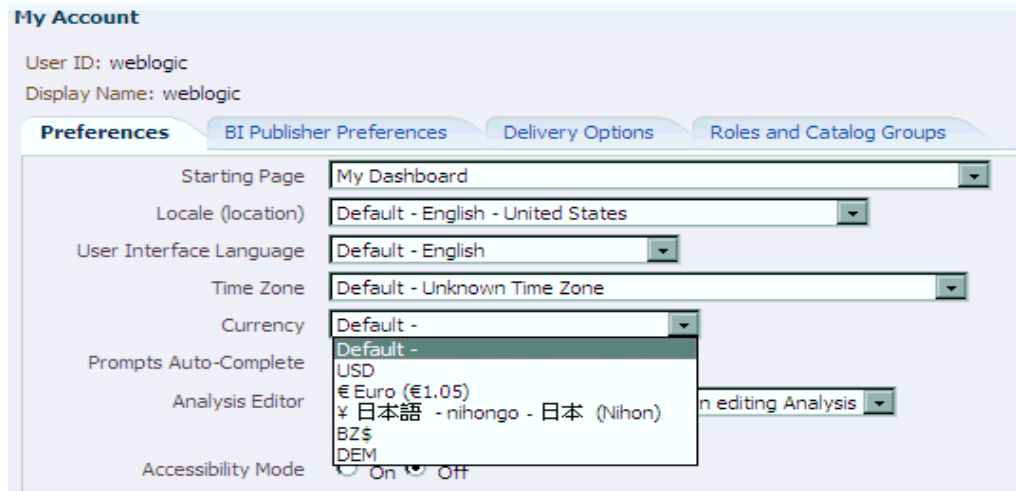 My Account
User ID: weblogic
Display Name: weblogic
Preferences BI Publisher Preferences Delivery Options Roles and Catalog Groups
Starting Page My Dashboard
Locale (location) Default - English - United States
User Interface Language Default - English
Time Zone Default - Unknown Time Zone
Currency Default -
Default -
Prompts Auto-Complete
USD
€ Euro (€1.05)
Analysis Editor n editing Analysis
¥ 日本語 - nihongo - 日本 (Nihon)
BZ$
DEM
Accessibility Mode On Off